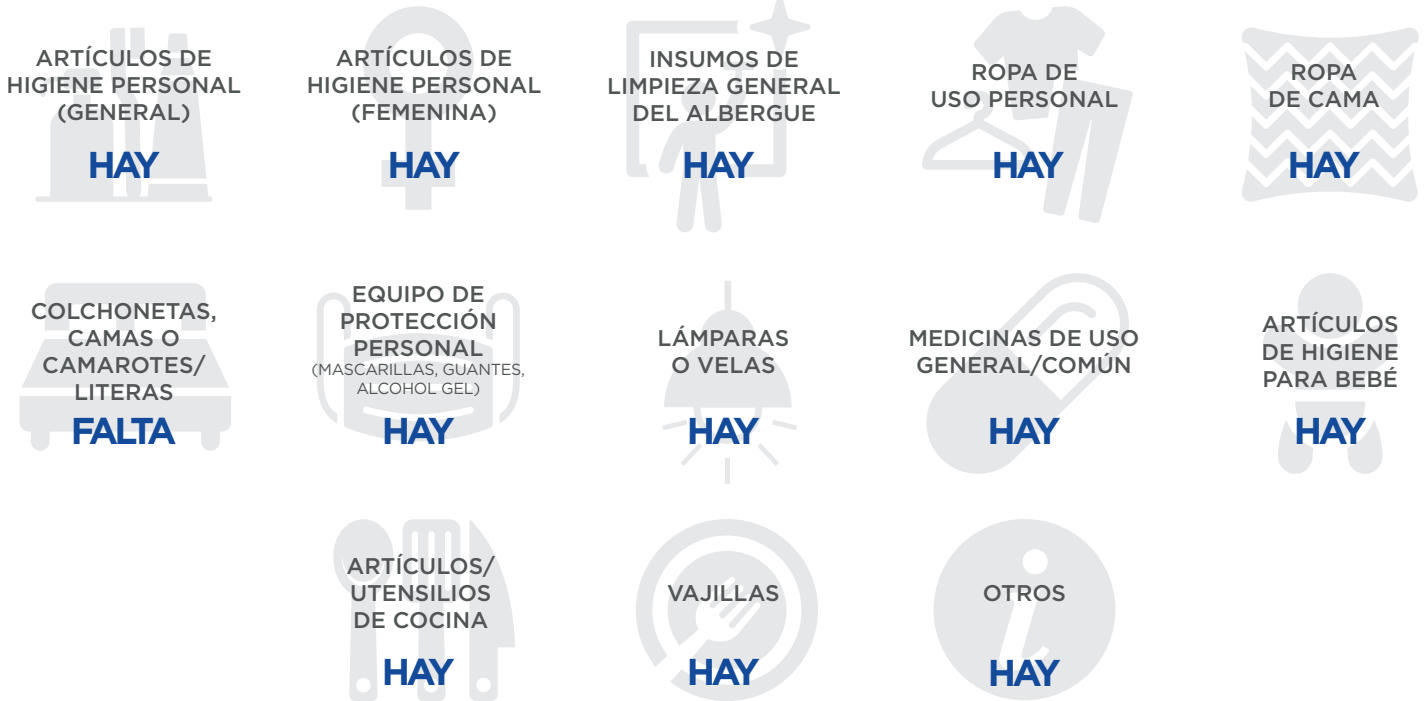 ARTÍCULOS DE
HIGIENE PERSONAL
(GENERAL)
HAY
ARTÍCULOS DE
HIGIENE PERSONAL
(FEMENINA)
HAY
INSUMOS DE
LIMPIEZA GENERAL
DEL ALBERGUE
HAY
ROPA DE
USO PERSONAL
HAY
ROPA
DE CAMA
HAY
COLCHONETAS,
CAMAS O
CAMAROTES/
LITERAS
FALTA
EQUIPO DE
PROTECCIÓN
PERSONAL
(MASCARILLAS, GUANTES,
ALCOHOL GEL)
HAY
LÁMPARAS
O VELAS
HAY
MEDICINAS DE USO
GENERAL/COMÚN
HAY
ARTÍCULOS
DE HIGIENE
PARA BEBÉ
HAY
ARTÍCULOS/
UTENSILIOS
DE COCINA
HAY
VAJILLAS
HAY
OTROS
HAY